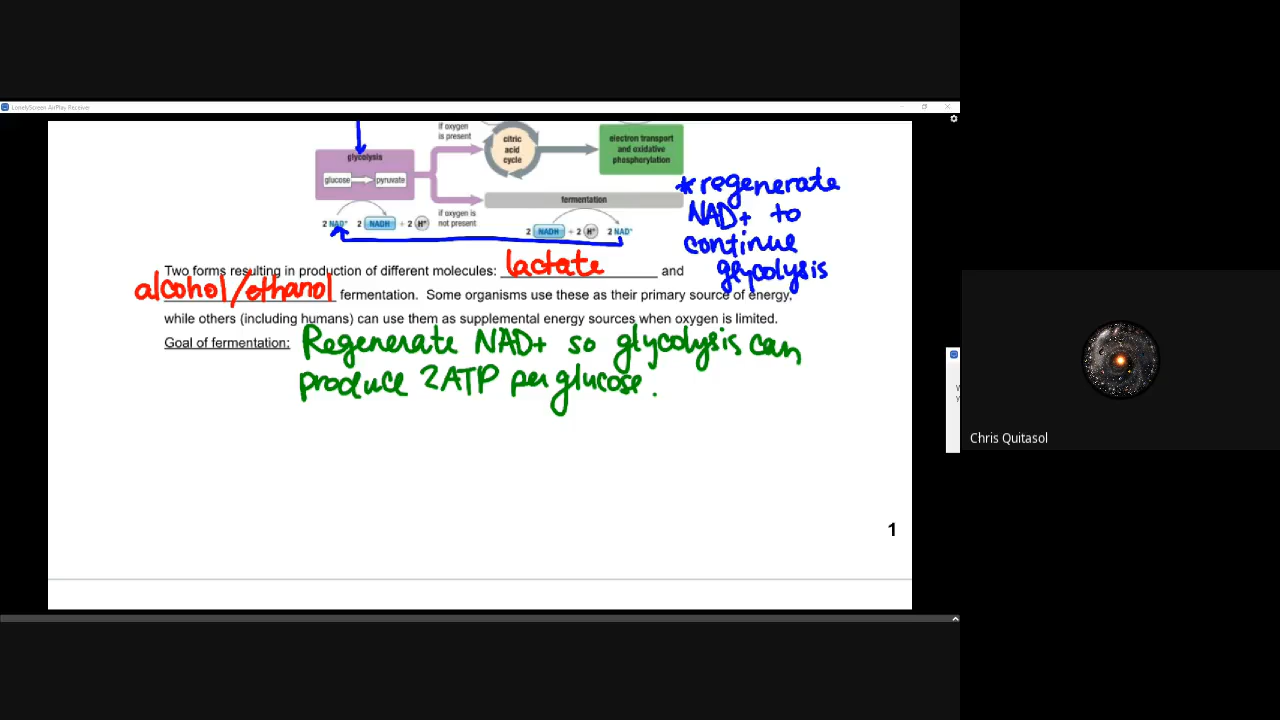 LonelyScreen AirPlay Receiver
if oxygen
is present
citric
acid
cycle
electron transport
and oxidative
phosphorylation
glycolysis
glucose
pyruvate
fermentation
if oxygen is
not present
2 NAD⁺ 2 NADH + 2 H⁺
2 NADH + 2 H⁺ 2 NAD⁺
*regenerate
NAD+ to
continue
glycolysis
Two forms resulting in production of different molecules: lactate and
alcohol/ethanol fermentation. Some organisms use these as their primary source of energy,
while others (including humans) can use them as supplemental energy sources when oxygen is limited.
Goal of fermentation: Regenerate NAD+ so glycolysis can
produce 2 ATP per glucose.
1
Chris Quitasol